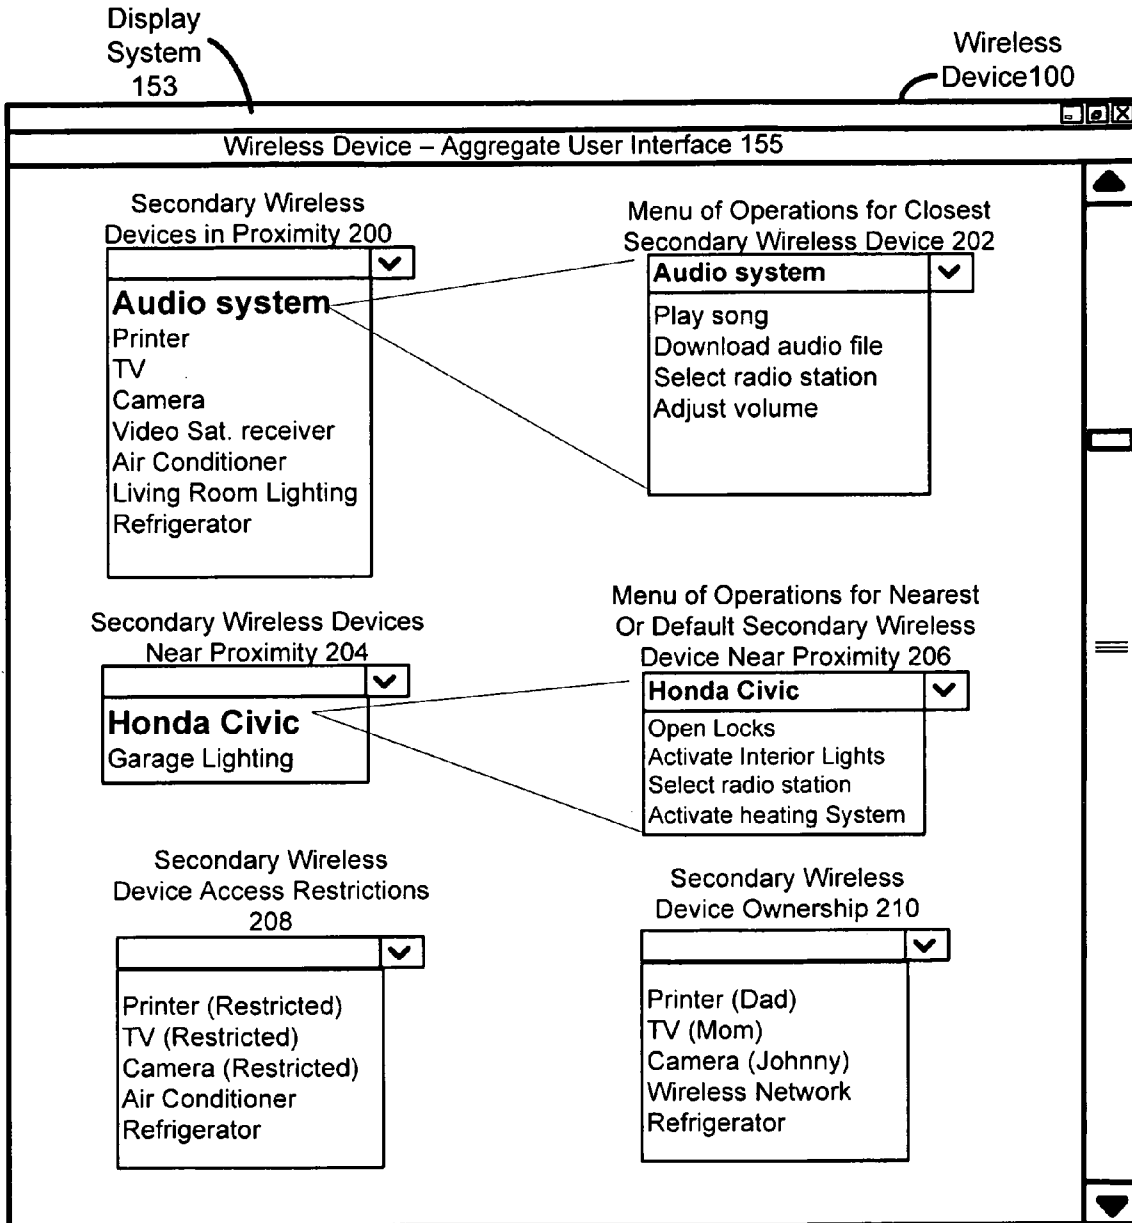 Display
System
153
Wireless
Device100
Wireless Device – Aggregate User Interface 155
Secondary Wireless
Devices in Proximity 200
Audio system
Printer
TV
Camera
Video Sat. receiver
Air Conditioner
Living Room Lighting
Refrigerator
Menu of Operations for Closest
Secondary Wireless Device 202
Audio system
Play song
Download audio file
Select radio station
Adjust volume
Secondary Wireless Devices
Near Proximity 204
Honda Civic
Garage Lighting
Menu of Operations for Nearest
Or Default Secondary Wireless
Device Near Proximity 206
Honda Civic
Open Locks
Activate Interior Lights
Select radio station
Activate heating System
Secondary Wireless
Device Access Restrictions
208
Printer (Restricted)
TV (Restricted)
Camera (Restricted)
Air Conditioner
Refrigerator
Secondary Wireless
Device Ownership 210
Printer (Dad)
TV (Mom)
Camera (Johnny)
Wireless Network
Refrigerator